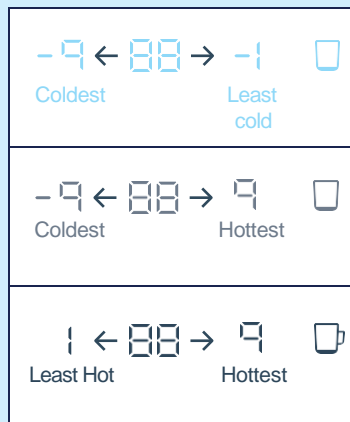 -9 ← 88 → -1
Coldest Least
cold
-9 ← 88 → 9
Coldest Hottest
1 ← 88 → 9
Least Hot Hottest